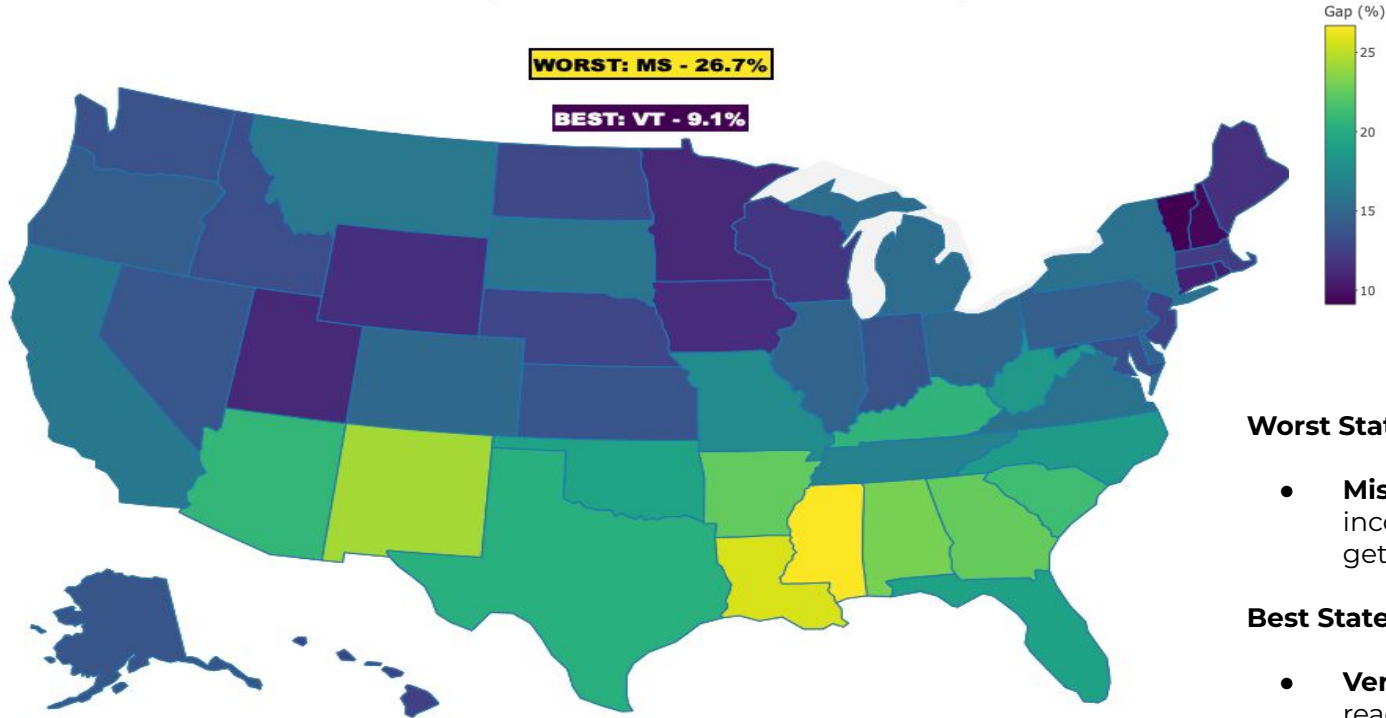 Gap (%)
WORST: MS - 26.7%
BEST: VT - 9.1%
25
20
15
10
Worst Stat
● Mis
inco
get
Best State
● Ver
rea